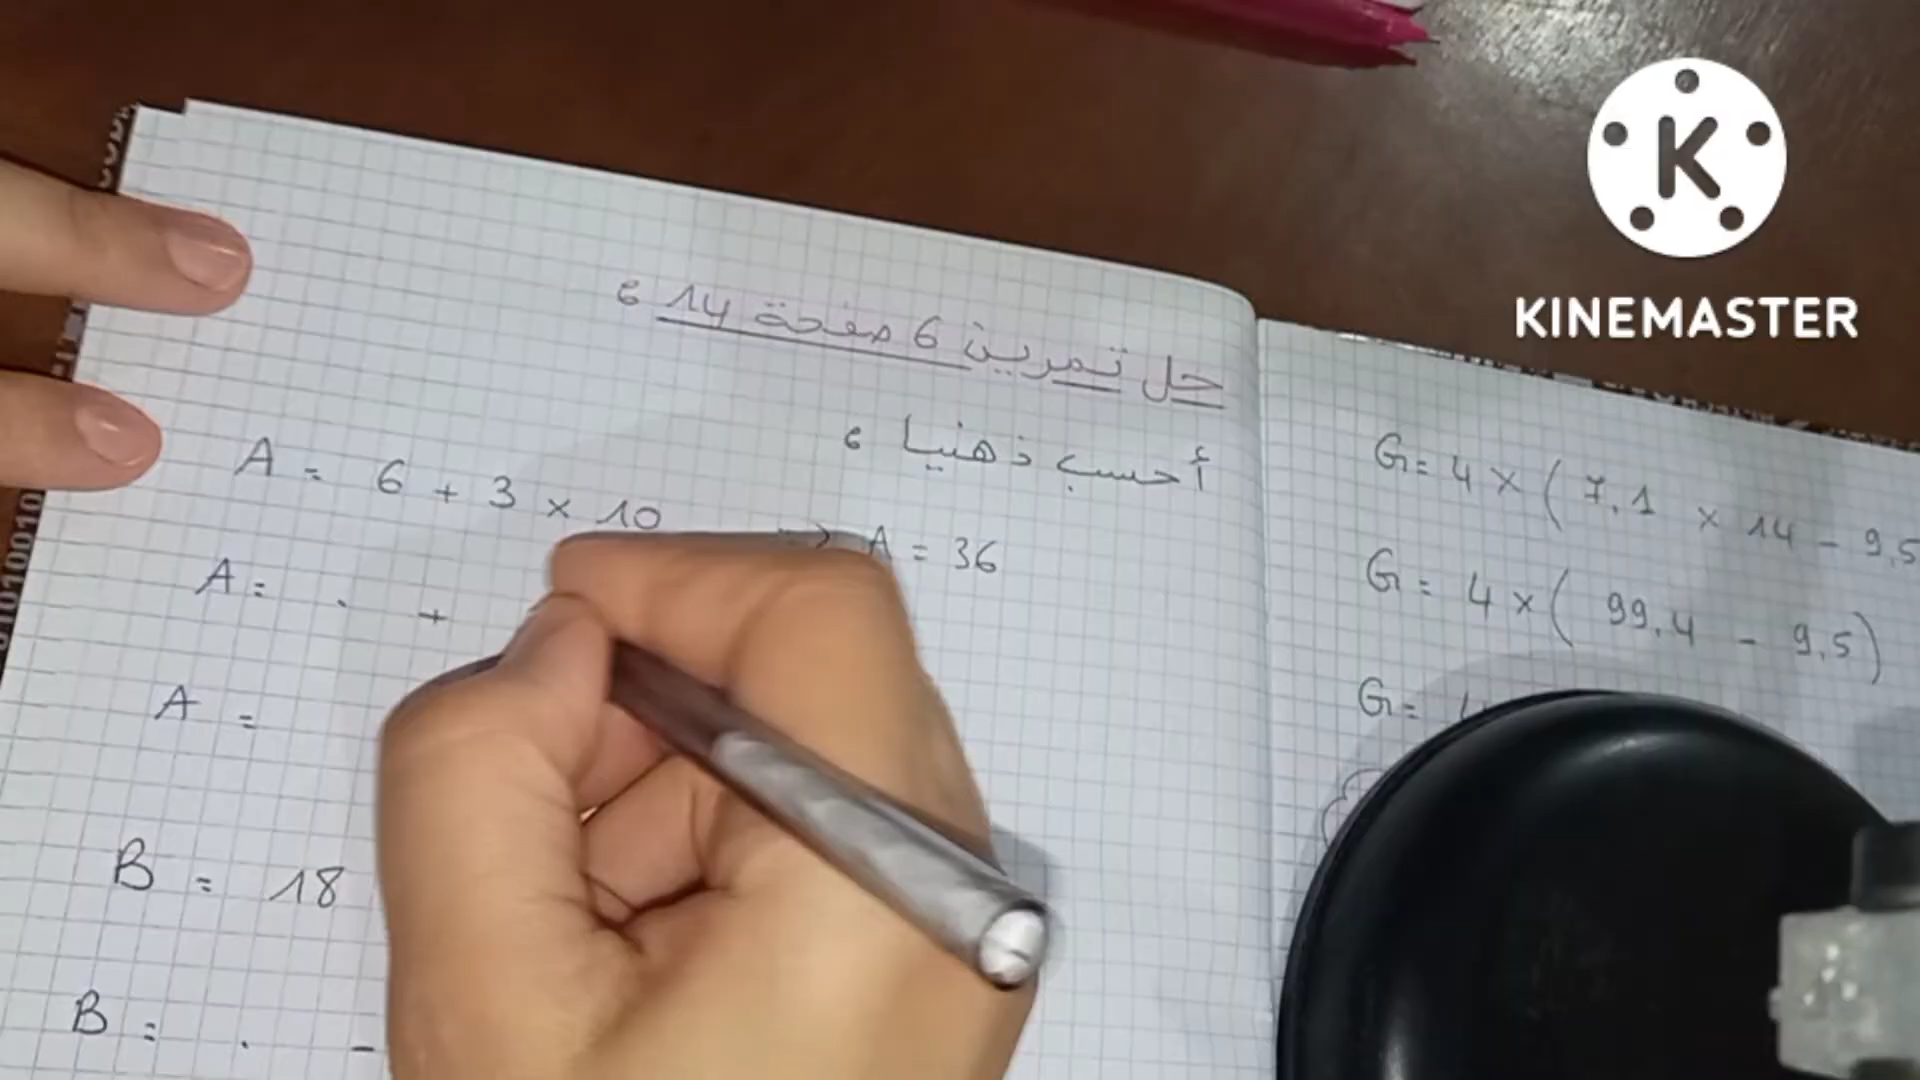 حل تمرين 6 صفحة 14 :
أحسب ذهنيا :
A = 6 + 3 × 10 → A = 36
A = . +
A =
B = 18
B = . -
G = 4 × ( 7.1 × 14 - 9.5
G = 4 × ( 99.4 - 9.5 )
G = 4
KINEMASTER